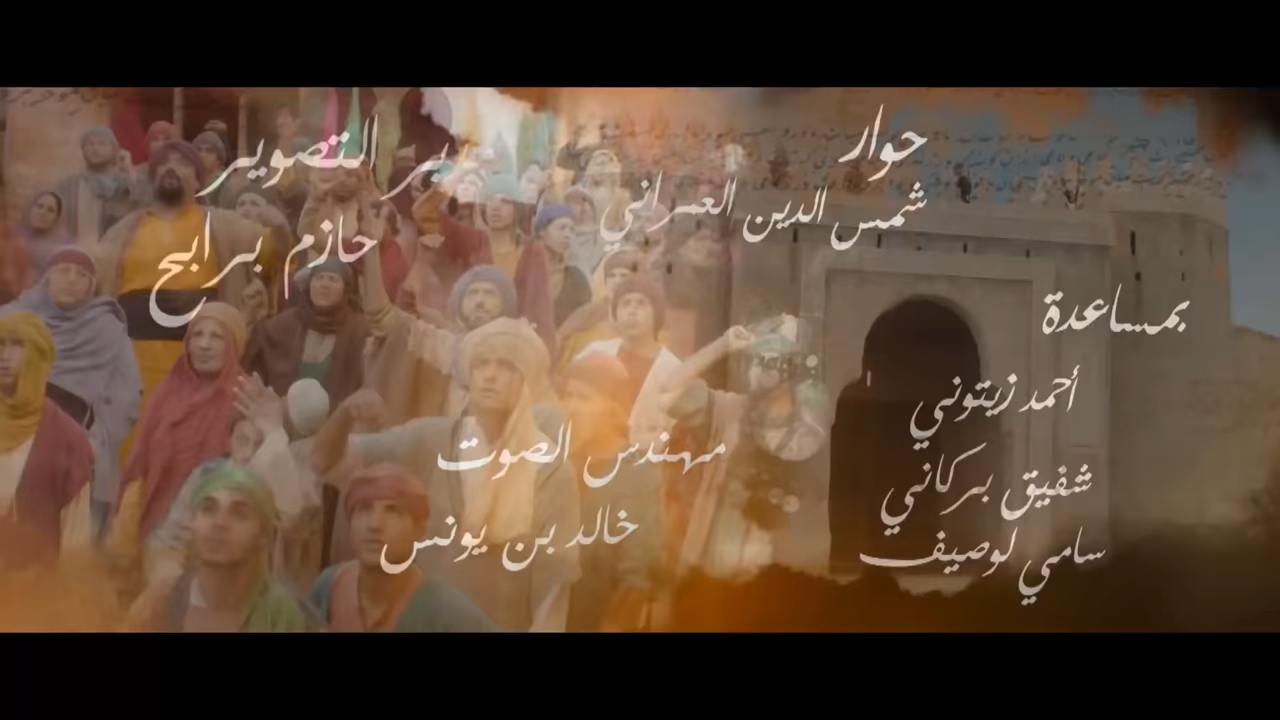 حوار
شمس الدين العمراني
بمساعدة
أحمد زيتوني
شفيق بركاني
سامي لوصيف
التصوير
حازم برابح
مهندس الصوت
خالد بن يونس